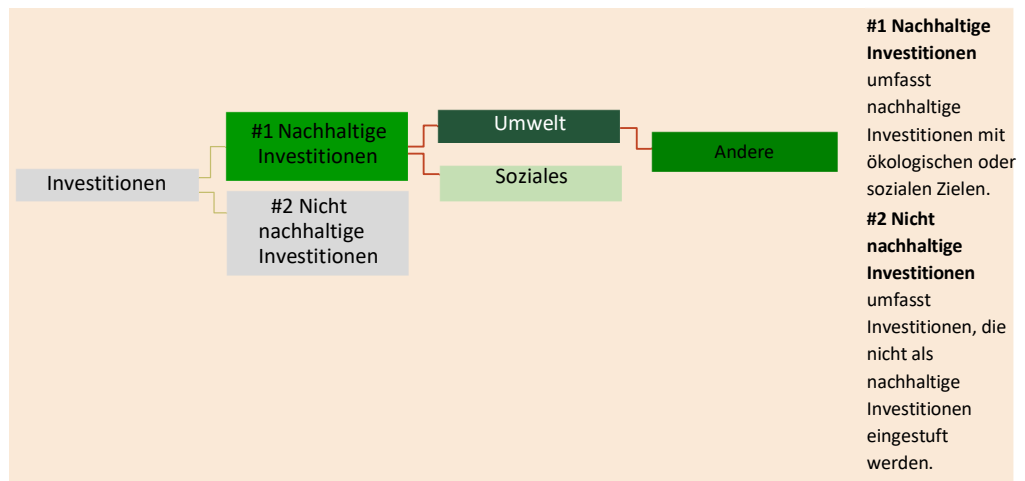 Investitionen
#1 Nachhaltige
Investitionen
#2 Nicht
nachhaltige
Investitionen
Umwelt
Soziales
Andere
#1 Nachhaltige
Investitionen
umfasst
nachhaltige
Investitionen mit
ökologischen oder
sozialen Zielen.
#2 Nicht
nachhaltige
Investitionen
umfasst
Investitionen, die
nicht als
nachhaltige
Investitionen
eingestuft
werden.